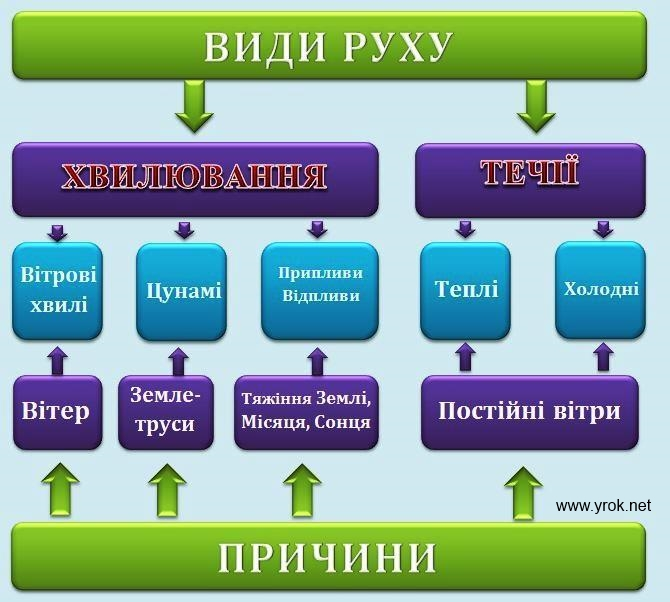 ВИДИ РУХУ
ХВИЛЮВАННЯ
ТЕЧІЇ
Вітрові
хвилі
Цунамі
Припливи
Відпливи
Теплі
Холодні
Вітер
Земле-
труси
Тяжіння Землі,
Місяця, Сонця
Постійні вітри
www.yrok.net
ПРИЧИНИ